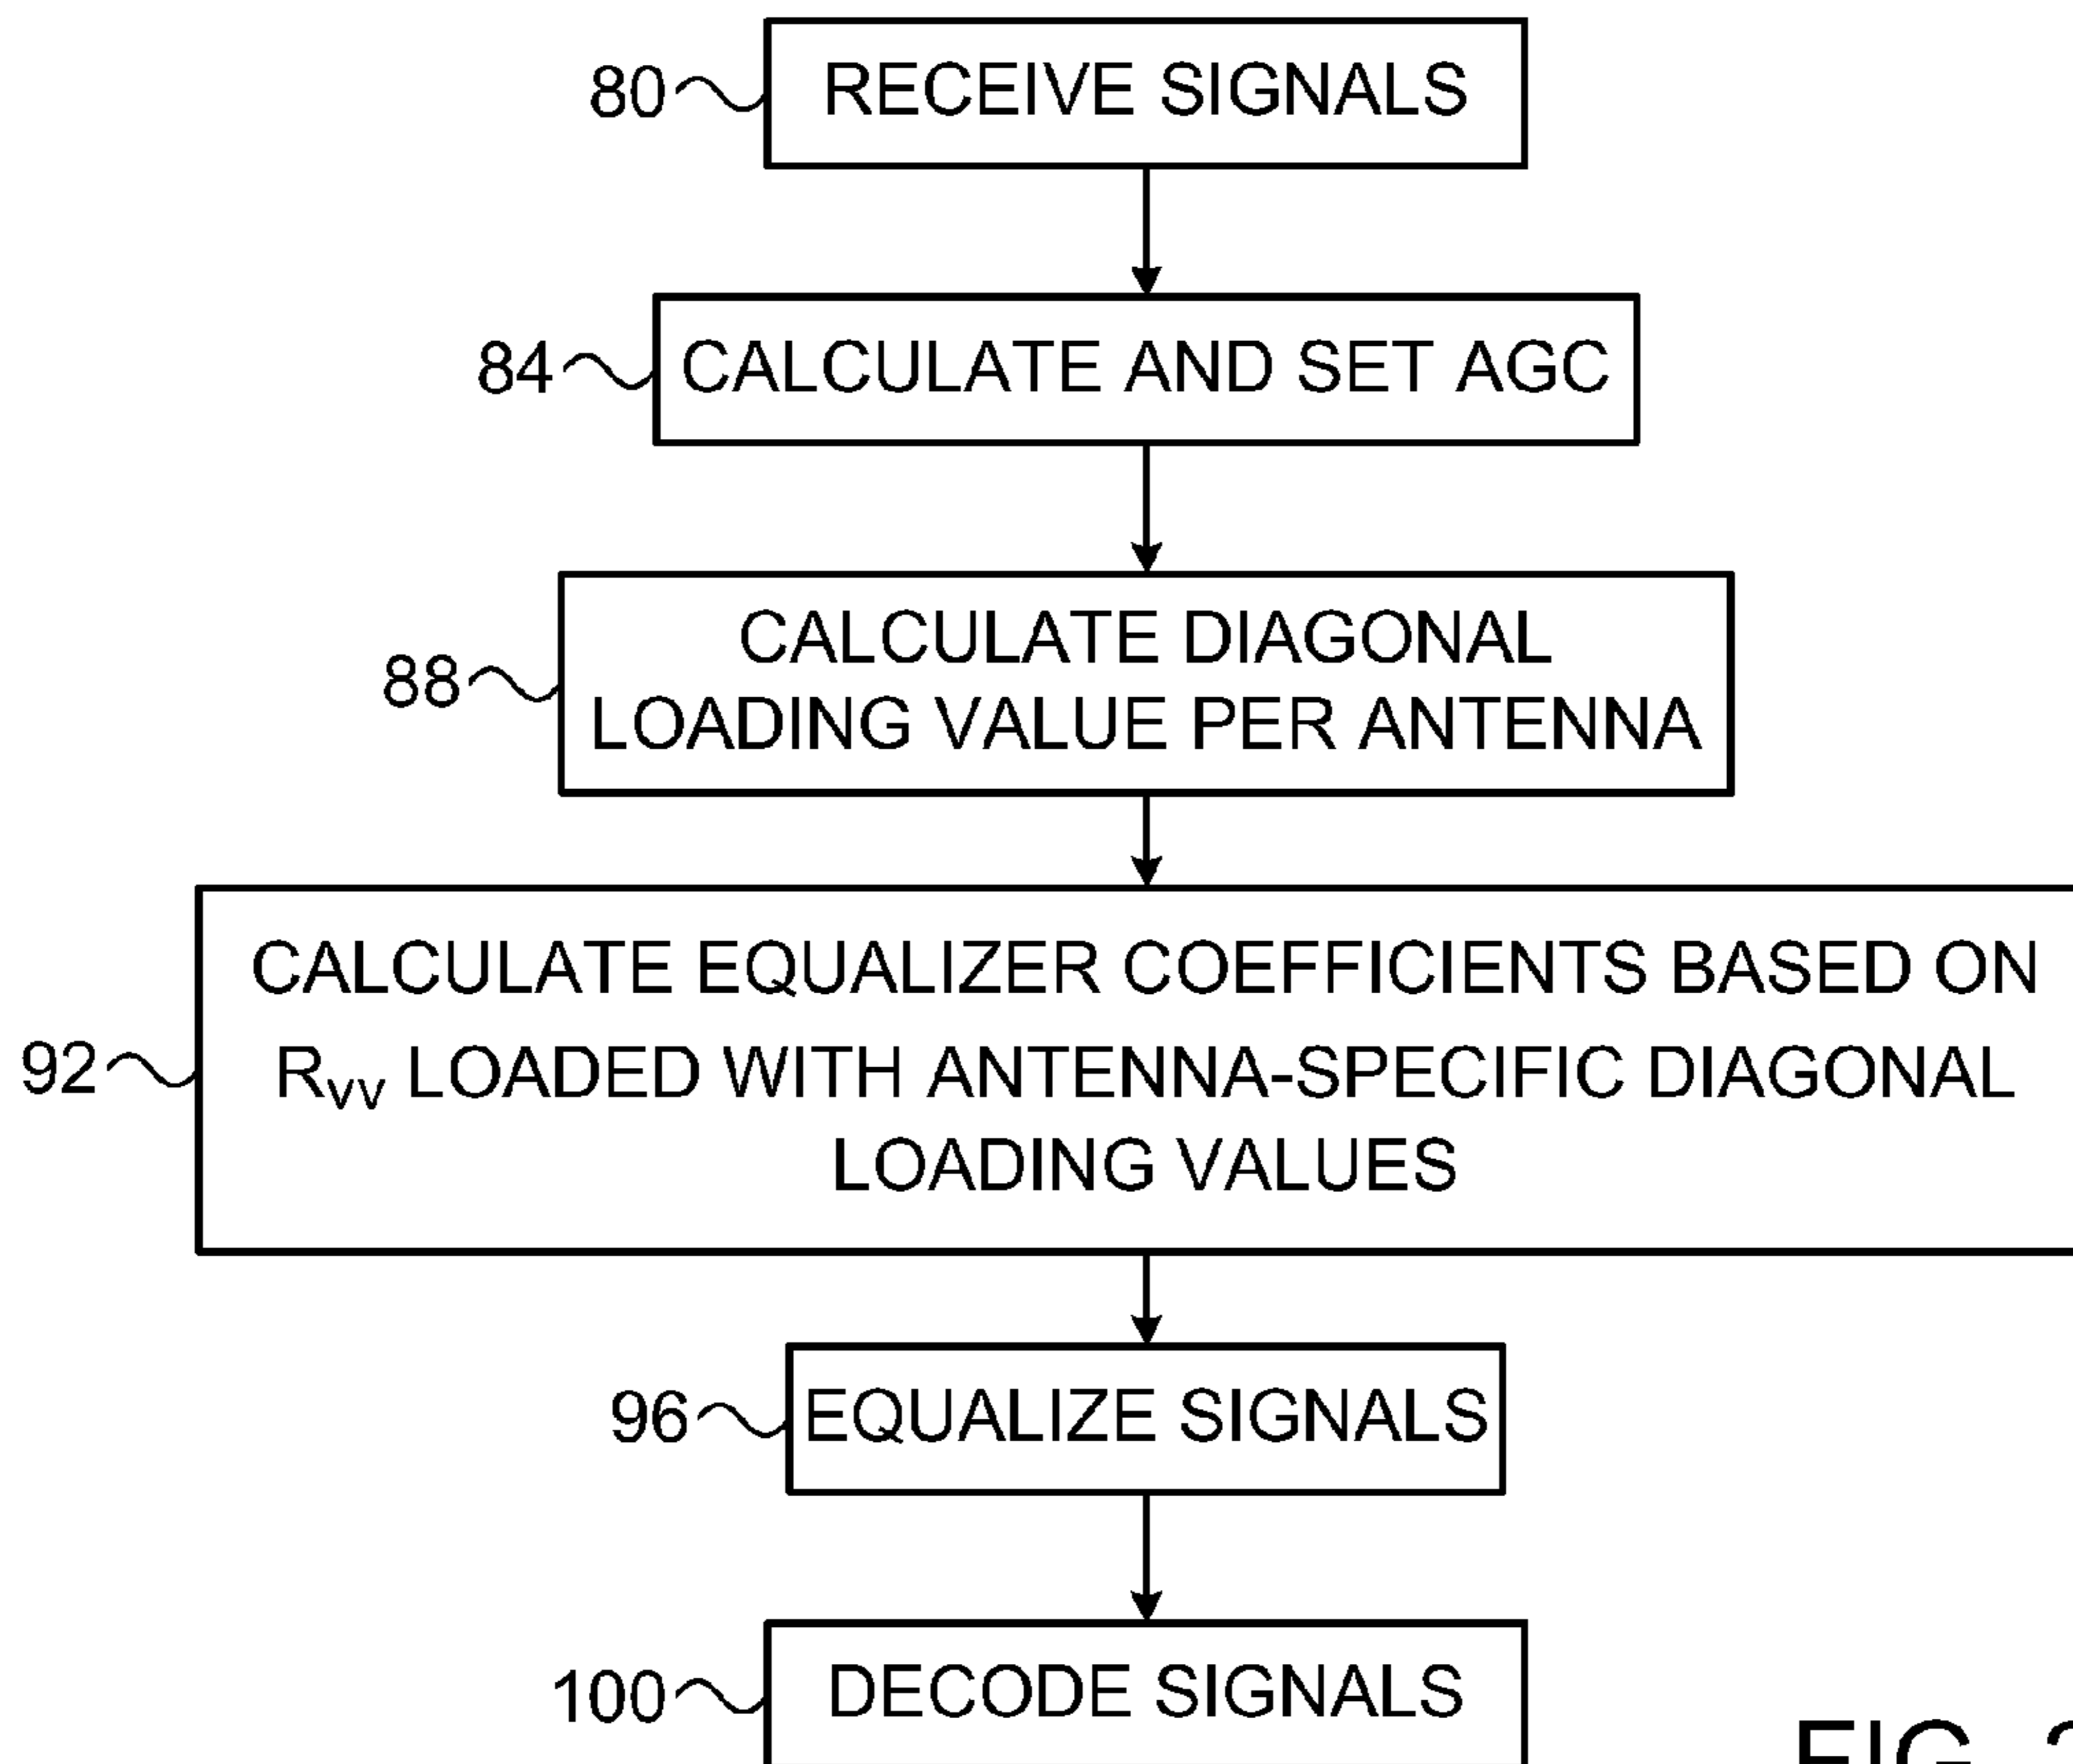 80 RECEIVE SIGNALS
84 CALCULATE AND SET AGC
CALCULATE DIAGONAL
88 LOADING VALUE PER ANTENNA
CALCULATE EQUALIZER COEFFICIENTS BASED ON
92 Rvv LOADED WITH ANTENNA-SPECIFIC DIAGONAL
LOADING VALUES
96 EQUALIZE SIGNALS
100 DECODE SIGNALS
FIG.